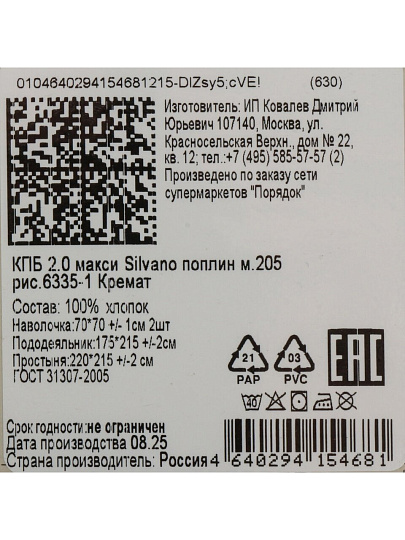 0104640294154681215-DIZsy5;cVE! (630)
Изготовитель: ИП Ковалев Дмитрий
Юрьевич 107140, Москва, ул.
Красносельская Верхн., дом № 22,
кв. 12; тел.:+7 (495) 585-57-57 (2)
Произведено по заказу сети
супермаркетов "Порядок"
КПБ 2.0 макси Silvano поплин м.205
рис.6335-1 Кремат
Состав: 100% хлопок
Наволочка:70*70 +/- 1см 2шт
Пододеяльник:175*215 +/-2см
Простыня:220*215 +/-2 см
ГОСТ 31307-2005
21 03
PAP PVC
EAC
Срок годности:не ограничен
Дата производства 08.25
Страна производства: Россия
4 640294 154681